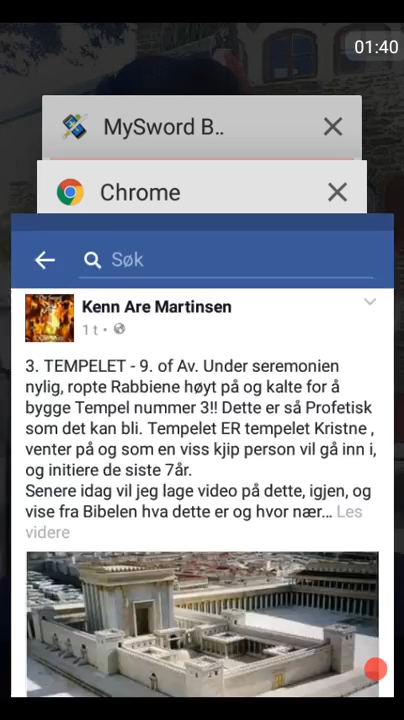 01:40
MySword B..
Chrome
Søk
Kenn Are Martinsen
1 t •
3. TEMPELET - 9. of Av. Under seremonien
nylig, ropte Rabbiene høyt på og kalte for å
bygge Tempel nummer 3!! Dette er så Profetisk
som det kan bli. Tempelet ER tempelet Kristne ,
venter på og som en viss kjip person vil gå inn i,
og initiere de siste 7år.
Senere idag vil jeg lage video på dette, igjen, og
vise fra Bibelen hva dette er og hvor nær... Les
videre